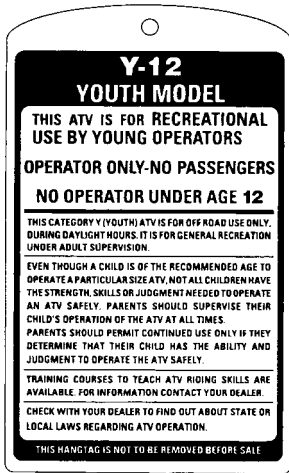 Y-12
YOUTH MODEL
THIS ATV IS FOR RECREATIONAL
USE BY YOUNG OPERATORS
OPERATOR ONLY-NO PASSENGERS
NO OPERATOR UNDER AGE 12
THIS CATEGORY Y (YOUTH) ATV IS FOR OFF ROAD USE ONLY,
DURING DAYLIGHT HOURS. IT IS FOR GENERAL RECREATION
UNDER ADULT SUPERVISION.
EVEN THOUGH A CHILD IS OF THE RECOMMENDED AGE TO
OPERATE A PARTICULAR SIZE ATV, NOT ALL CHILDREN HAVE
THE STRENGTH, SKILLS OR JUDGMENT NEEDED TO OPERATE
AN ATV SAFELY. PARENTS SHOULD SUPERVISE THEIR
CHILD'S OPERATION OF THE ATV AT ALL TIMES.
PARENTS SHOULD PERMIT CONTINUED USE ONLY IF THEY
DETERMINE THAT THEIR CHILD HAS THE ABILITY AND
JUDGMENT TO OPERATE THE ATV SAFELY.
TRAINING COURSES TO TEACH ATV RIDING SKILLS ARE
AVAILABLE. FOR INFORMATION CONTACT YOUR DEALER.
CHECK WITH YOUR DEALER TO FIND OUT ABOUT STATE OR
LOCAL LAWS REGARDING ATV OPERATION.
THIS HANGTAG IS NOT TO BE REMOVED BEFORE SALE